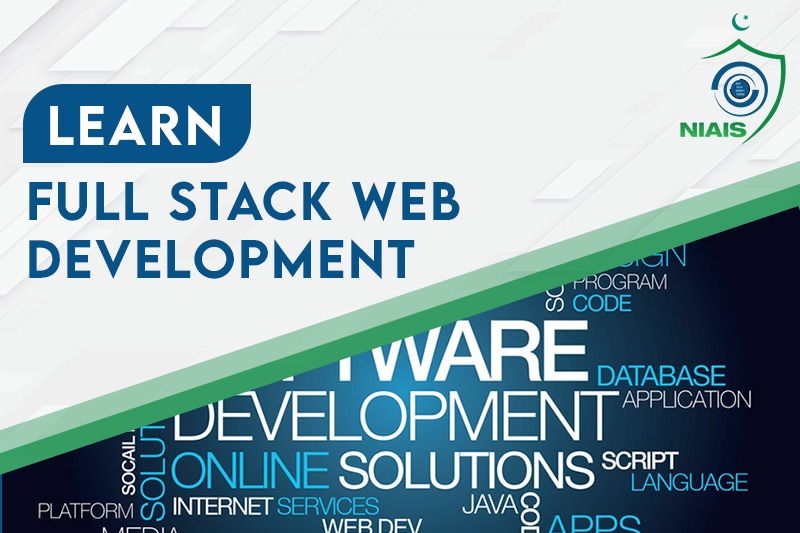 LEARN
FULL STACK WEB
DEVELOPMENT
NIAIS
PROGRAM
CODE
DATABASE
APPLICATION
DEVELOPMENT
ONLINE SOLUTIONS
SCRIPT
LANGUAGE
PLATFORM
INTERNET SERVICES
JAVA
WEB DEV
APPS